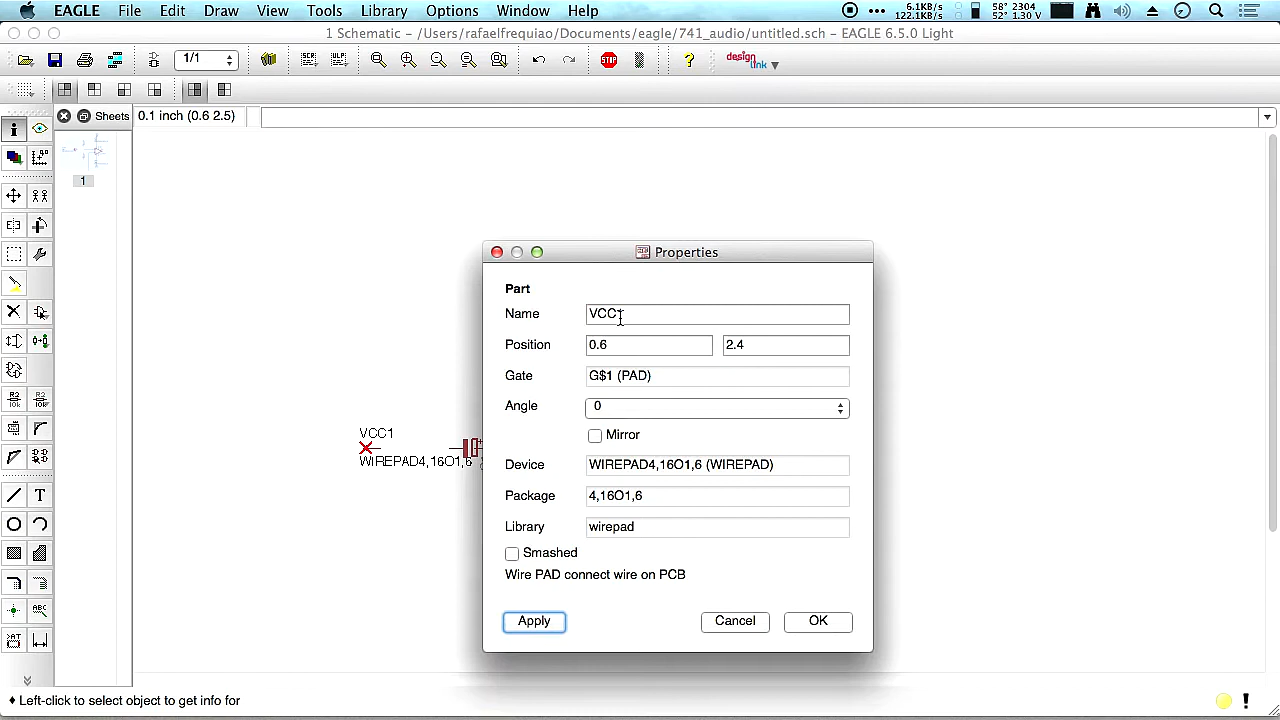 EAGLE File Edit Draw View Tools Library Options Window Help
6.1KB/s
122.1KB/s
58° 2304
52° 1.30 V
1 Schematic - /Users/rafaelfrequiao/Documents/eagle/741_audio/untitled.sch - EAGLE 6.5.0 Light
1/1
SCR
ULP
STOP
?
design
link
Sheets
0.1 inch (0.6 2.5)
1
Properties
Part
Name VCC1
Position 0.6 2.4
Gate G$1 (PAD)
Angle 0
Mirror
VCC1
WIREPAD4,16O1,6
Device WIREPAD4,16O1,6 (WIREPAD)
Package 4,16O1,6
Library wirepad
Smashed
Wire PAD connect wire on PCB
Apply Cancel OK
T
ABC
Left-click to select object to get info for